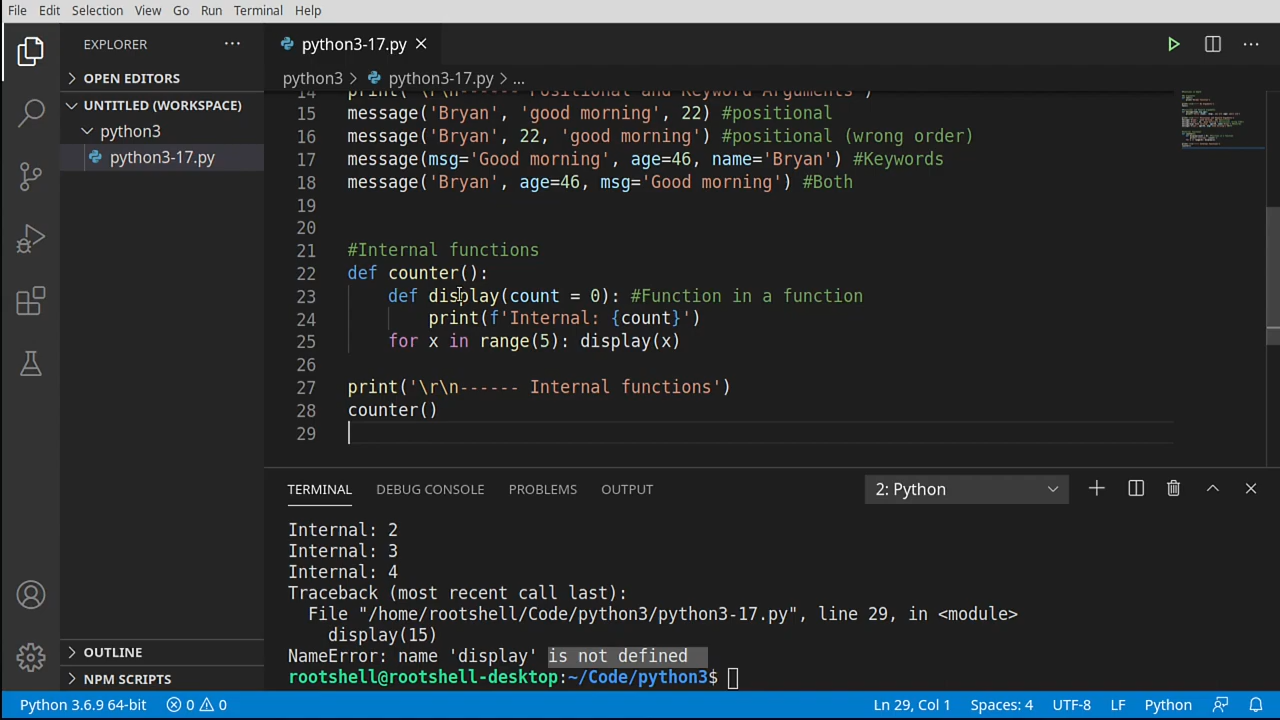 File Edit Selection View Go Run Terminal Help
EXPLORER
python3-17.py
OPEN EDITORS
python3 > python3-17.py > ...
UNTITLED (WORKSPACE)
python3
python3-17.py
14 print('\r\n------ Positional and Keyword Arguments')
15 message('Bryan', 'good morning', 22) #positional
16 message('Bryan', 22, 'good morning') #positional (wrong order)
17 message(msg='Good morning', age=46, name='Bryan') #Keywords
18 message('Bryan', age=46, msg='Good morning') #Both
19
20
21 #Internal functions
22 def counter():
23 def display(count = 0): #Function in a function
24 print(f'Internal: {count}')
25 for x in range(5): display(x)
26
27 print('\r\n------ Internal functions')
28 counter()
29
TERMINAL DEBUG CONSOLE PROBLEMS OUTPUT 2: Python
Internal: 2
Internal: 3
Internal: 4
Traceback (most recent call last):
File "/home/rootshell/Code/python3/python3-17.py", line 29, in <module>
display(15)
NameError: name 'display' is not defined
rootshell@rootshell-desktop:~/Code/python3$
OUTLINE
NPM SCRIPTS
Python 3.6.9 64-bit 0 0 Ln 29, Col 1 Spaces: 4 UTF-8 LF Python